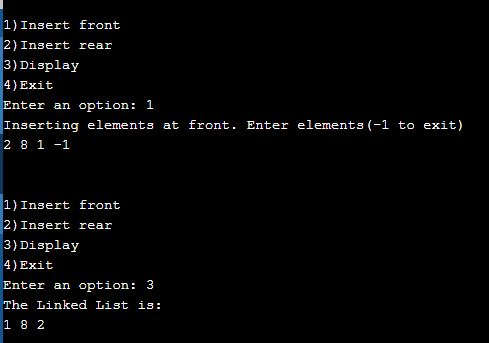 1)Insert front
2)Insert rear
3)Display
4)Exit
Enter an option: 1
Inserting elements at front. Enter elements(-1 to exit)
2 8 1 -1
1)Insert front
2)Insert rear
3)Display
4)Exit
Enter an option: 3
The Linked List is:
1 8 2